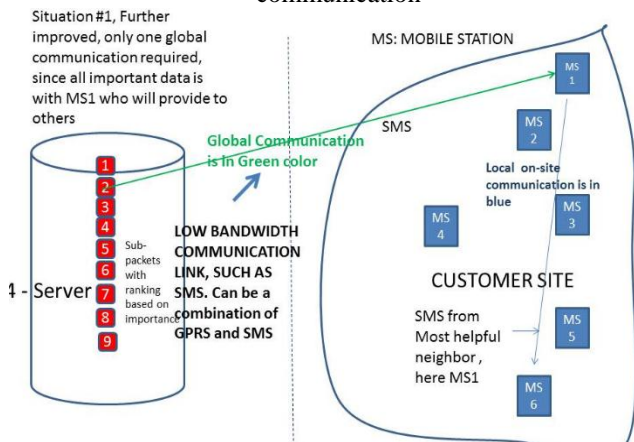 communication
Situation #1, Further
improved, only one global
communication required,
since all important data is
with MS1 who will provide to
others
MS: MOBILE STATION
MS
1
SMS
MS
2
Global Communication
is in Green color
Local on-site
communication is in
blue
1
2
3
4
5
6
7
8
9
Sub-
packets
with
ranking
based on
importance
4 - Server
LOW BANDWIDTH
COMMUNICATION
LINK, SUCH AS
SMS. Can be a
combination of
GPRS and SMS
MS
3
MS
4
CUSTOMER SITE
SMS from
Most helpful
neighbor ,
here MS1
MS
5
MS
6